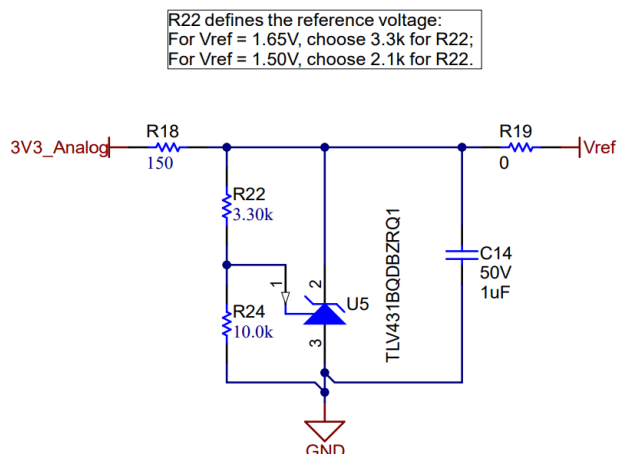 R22 defines the reference voltage:
For Vref = 1.65V, choose 3.3k for R22;
For Vref = 1.50V, choose 2.1k for R22.
R18
R19
3V3_Analog
Vref
150
0
R22
3.30k
TLV431BQDBZRQ1
C14
50V
1uF
1
2
U5
R24
10.0k
3
GND